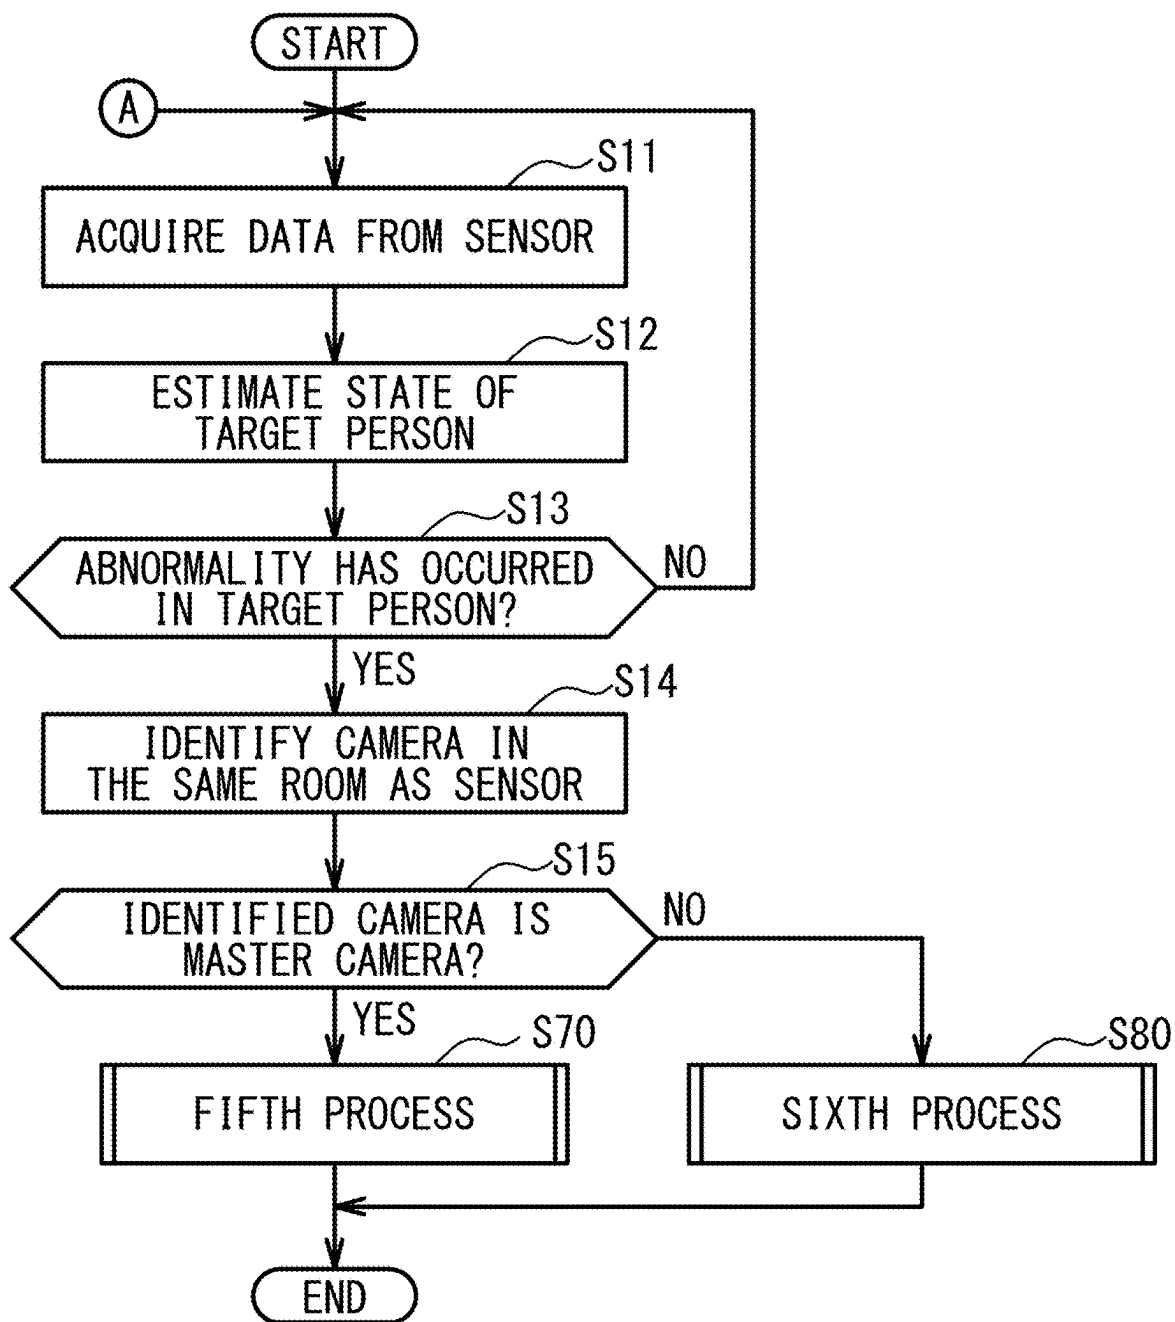 START
A
S11
ACQUIRE DATA FROM SENSOR
S12
ESTIMATE STATE OF
TARGET PERSON
S13
ABNORMALITY HAS OCCURRED
IN TARGET PERSON?
NO
YES
S14
IDENTIFY CAMERA IN
THE SAME ROOM AS SENSOR
S15
IDENTIFIED CAMERA IS
MASTER CAMERA?
NO
YES
S70
FIFTH PROCESS
S80
SIXTH PROCESS
END